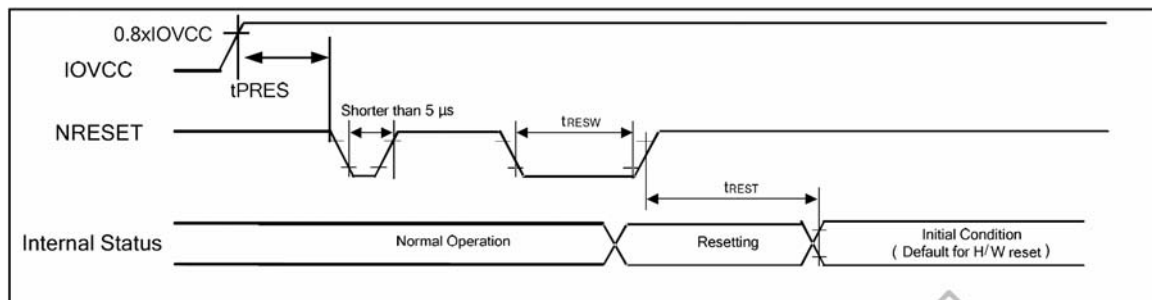 0.8xIOVCC
IOVCC
tPRES
Shorter than 5 µs
NRESET
tRESW
tREST
Internal Status
Normal Operation
Resetting
Initial Condition
( Default for H/W reset )